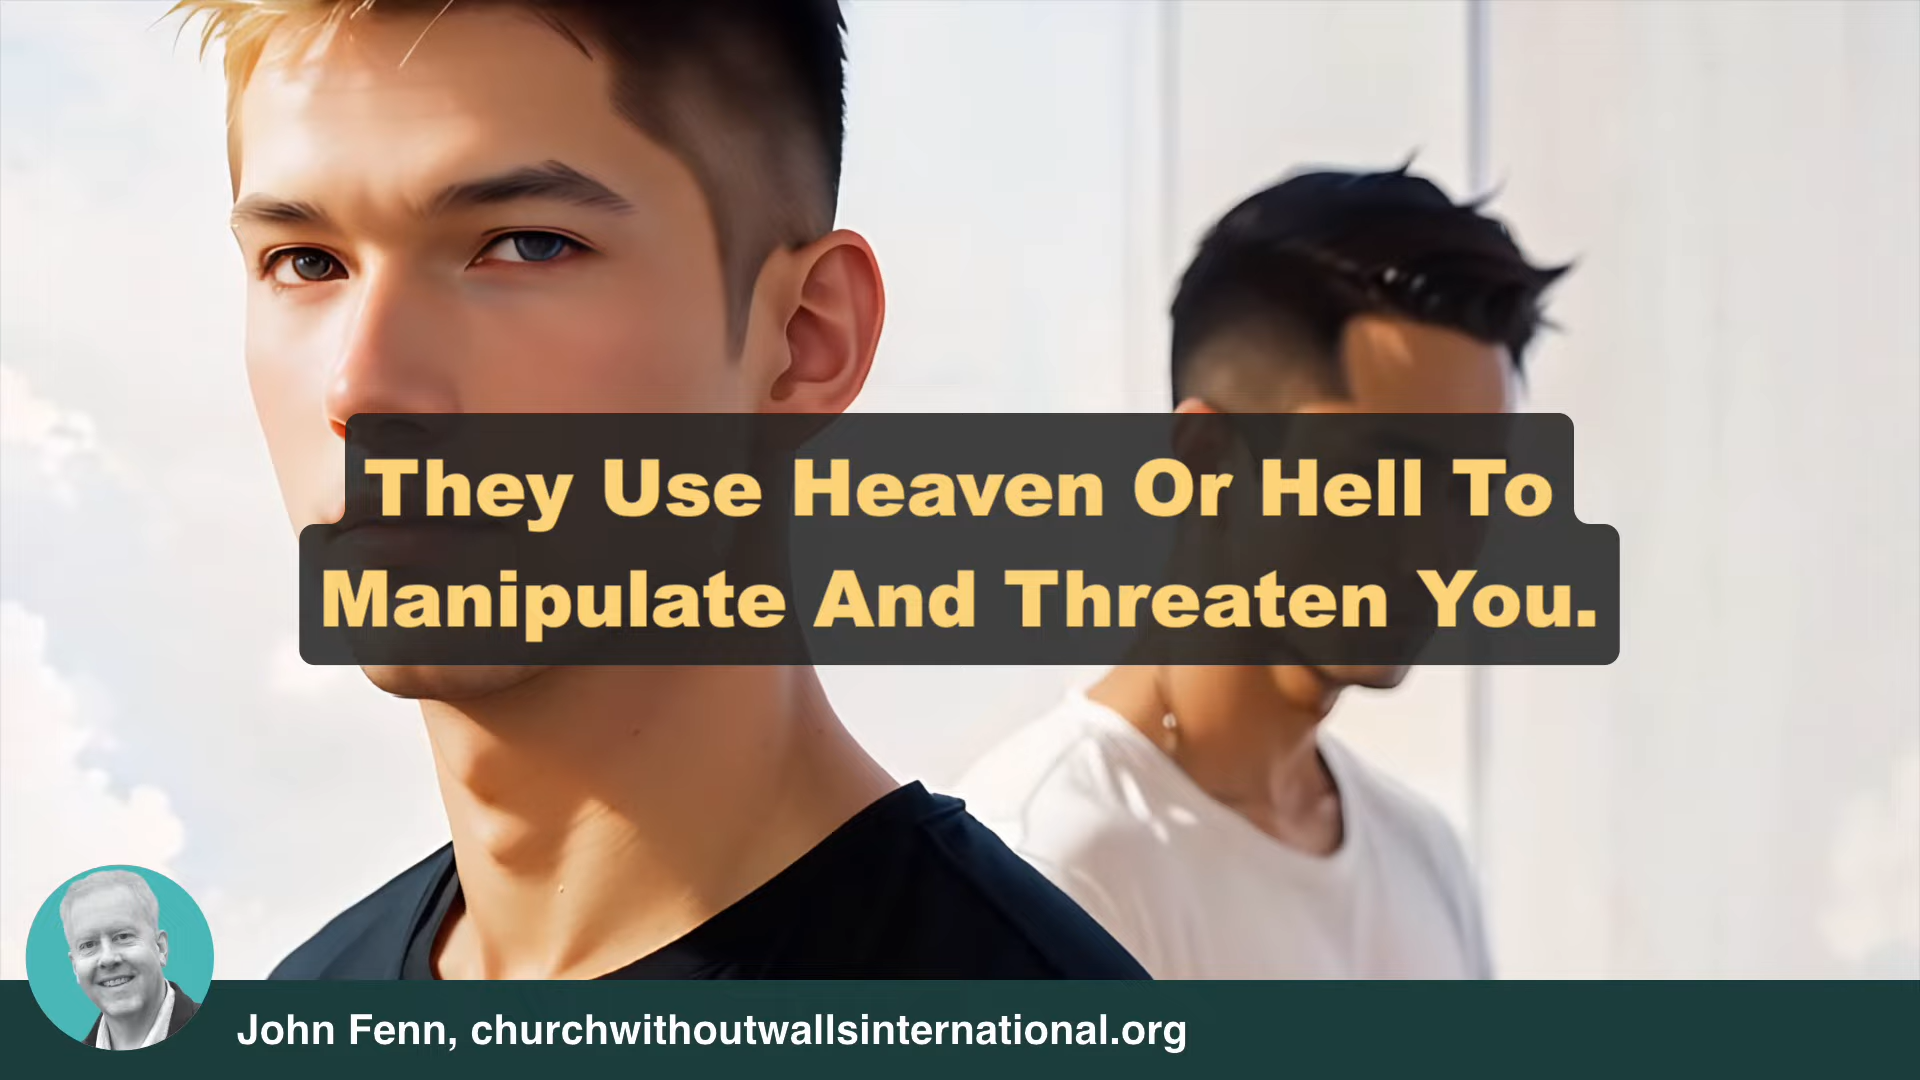 They Use Heaven Or Hell To
Manipulate And Threaten You.
John Fenn, churchwithoutwallsinternational.org